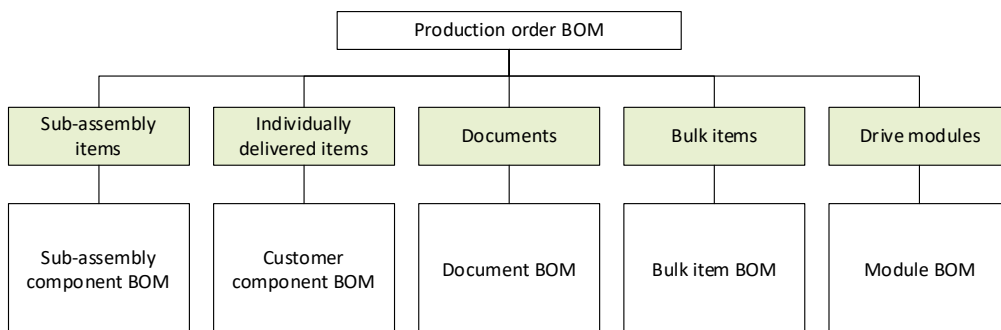 Production order BOM
Sub-assembly
items
Individually
delivered items
Documents
Bulk items
Drive modules
Sub-assembly
component BOM
Customer
component BOM
Document BOM
Bulk item BOM
Module BOM